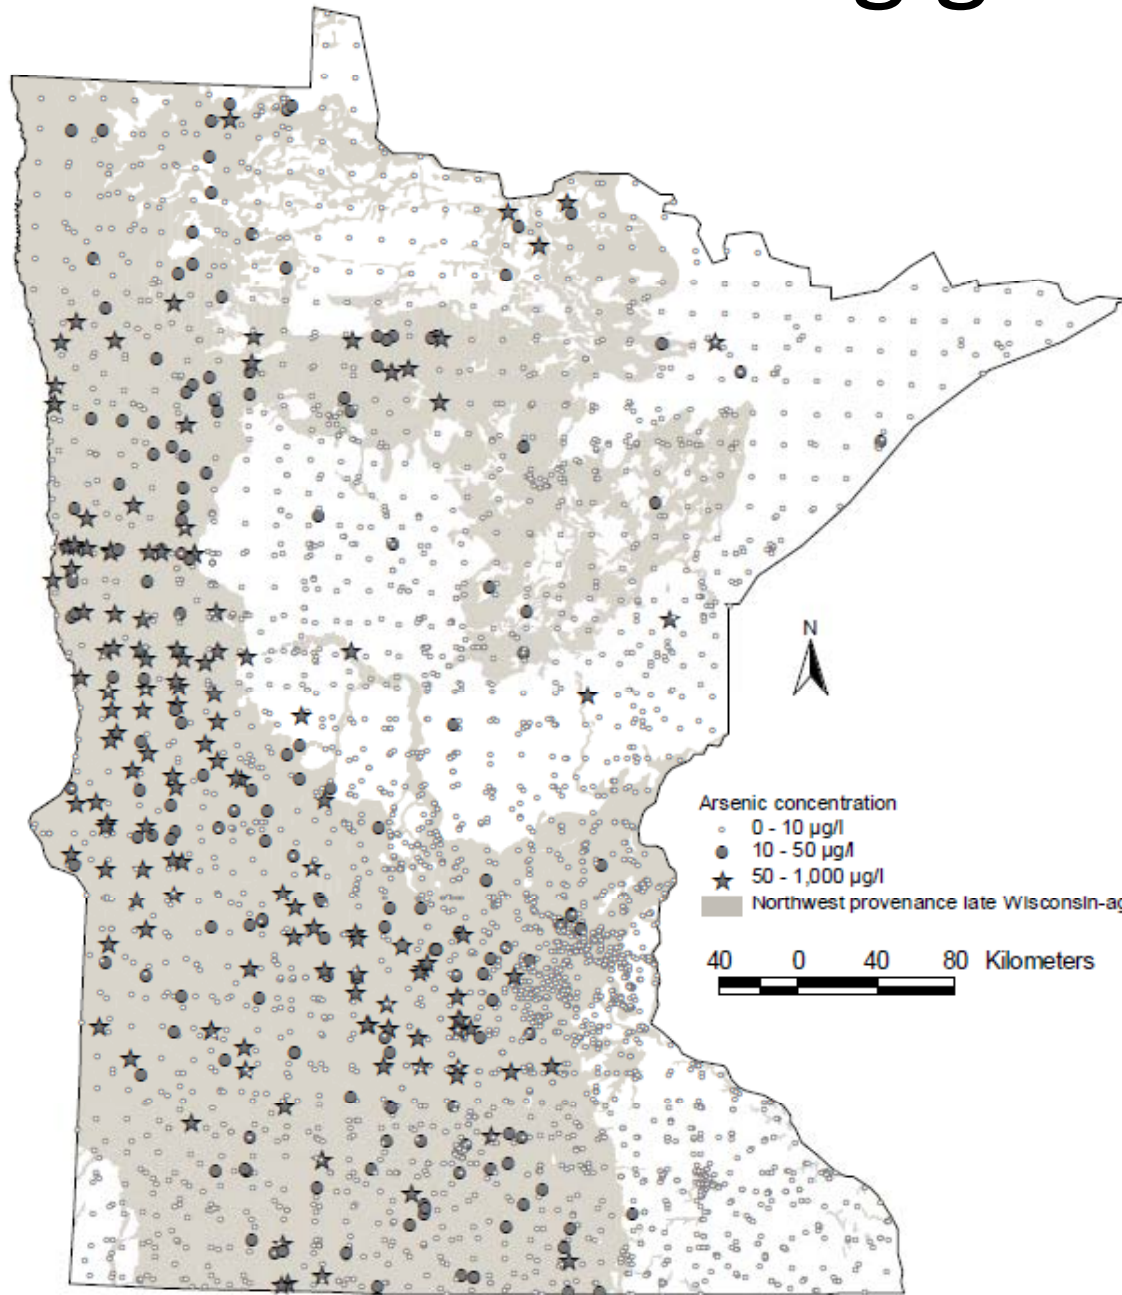 N
Arsenic concentration
0 - 10 µg/l
10 - 50 µg/l
50 - 1,000 µg/l
Northwest provenance late Wisconsin-ag
40 0 40 80 Kilometers